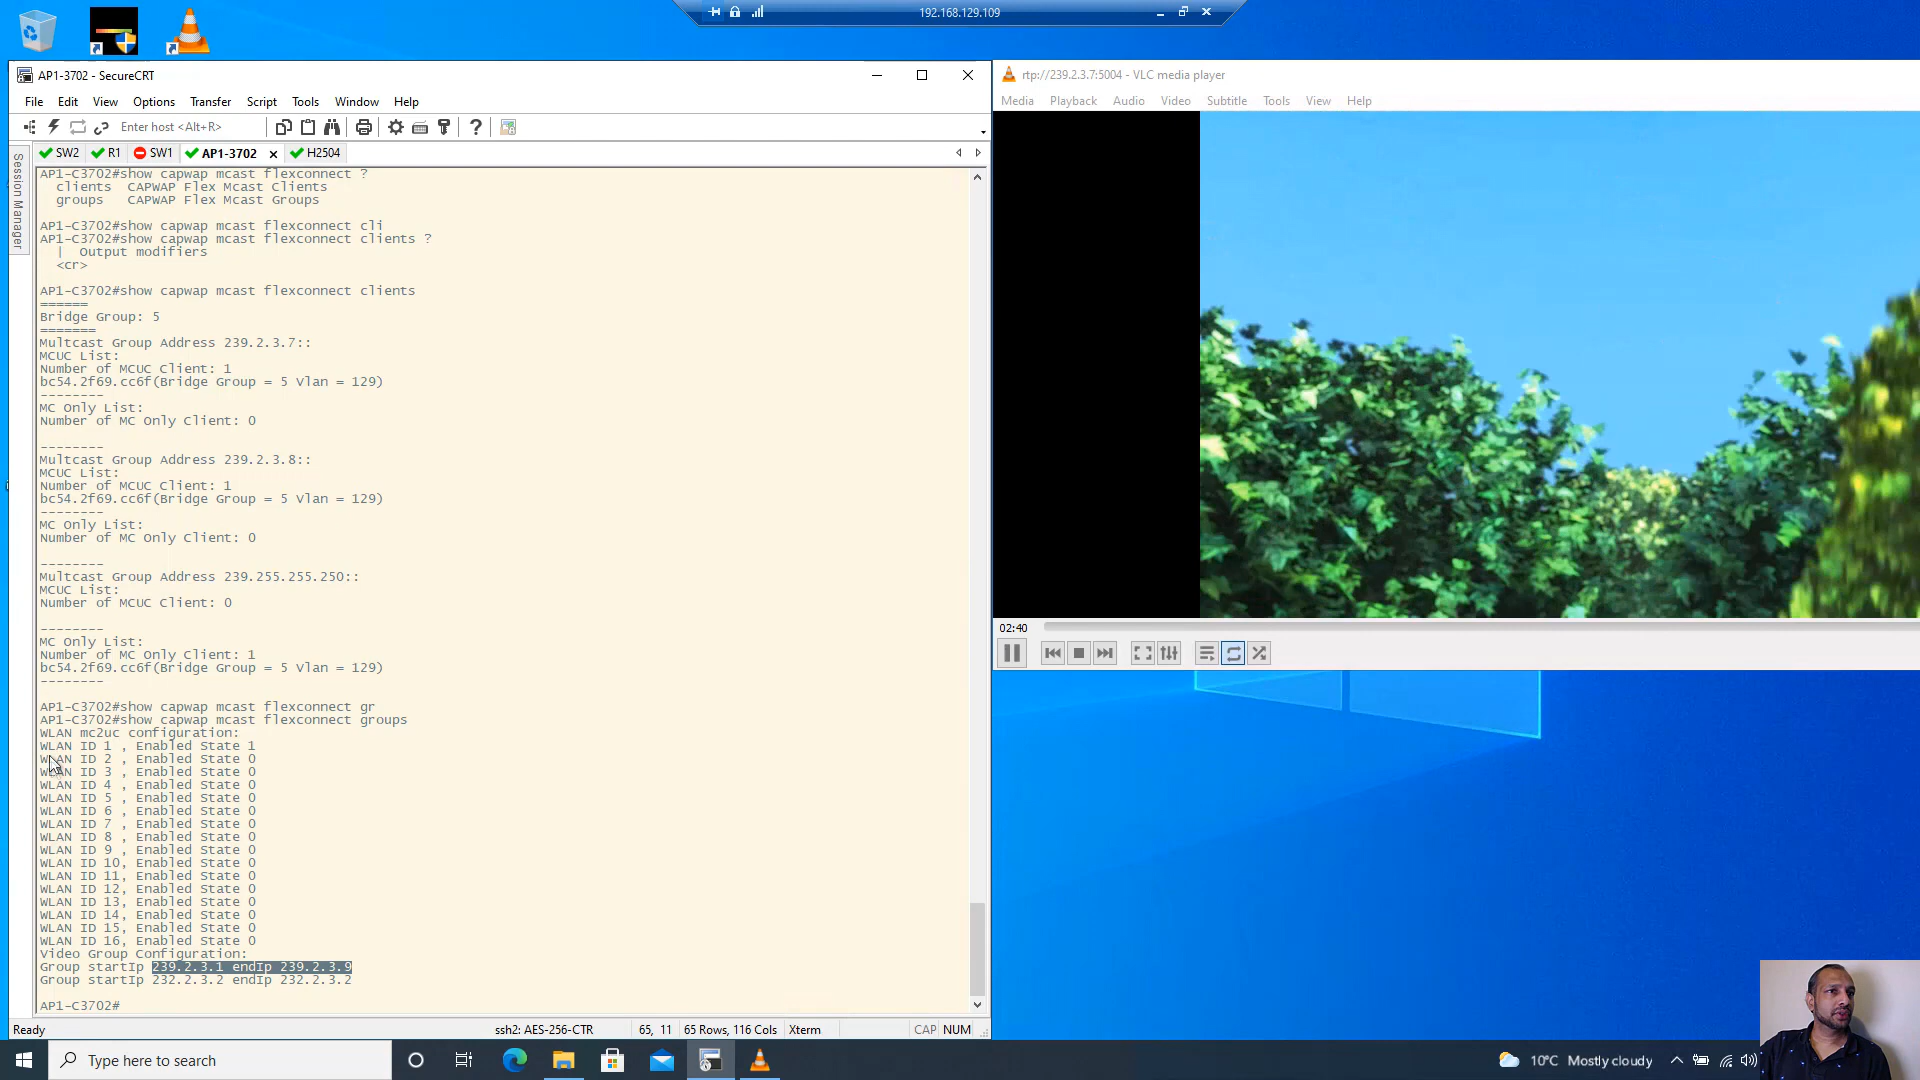 192.168.129.109
AP1-3702 - SecureCRT
File Edit View Options Transfer Script Tools Window Help
Enter host <Alt+R>
SW2 R1 SW1 AP1-3702 H2504
Session Manager
AP1-C3702#show capwap mcast flexconnect ?
clients CAPWAP Flex Mcast Clients
groups CAPWAP Flex Mcast Groups
AP1-C3702#show capwap mcast flexconnect cli
AP1-C3702#show capwap mcast flexconnect clients ?
| Output modifiers
<cr>
AP1-C3702#show capwap mcast flexconnect clients
======
Bridge Group: 5
=======
Multcast Group Address 239.2.3.7::
MCUC List:
Number of MCUC Client: 1
bc54.2f69.cc6f(Bridge Group = 5 Vlan = 129)
--------
MC Only List:
Number of MC Only Client: 0
--------
Multcast Group Address 239.2.3.8::
MCUC List:
Number of MCUC Client: 1
bc54.2f69.cc6f(Bridge Group = 5 Vlan = 129)
--------
MC Only List:
Number of MC Only Client: 0
--------
Multcast Group Address 239.255.255.250::
MCUC List:
Number of MCUC Client: 0
--------
MC Only List:
Number of MC Only Client: 1
bc54.2f69.cc6f(Bridge Group = 5 Vlan = 129)
--------
AP1-C3702#show capwap mcast flexconnect gr
AP1-C3702#show capwap mcast flexconnect groups
WLAN mc2uc configuration:
WLAN ID 1 , Enabled State 1
WLAN ID 2 , Enabled State 0
WLAN ID 3 , Enabled State 0
WLAN ID 4 , Enabled State 0
WLAN ID 5 , Enabled State 0
WLAN ID 6 , Enabled State 0
WLAN ID 7 , Enabled State 0
WLAN ID 8 , Enabled State 0
WLAN ID 9 , Enabled State 0
WLAN ID 10, Enabled State 0
WLAN ID 11, Enabled State 0
WLAN ID 12, Enabled State 0
WLAN ID 13, Enabled State 0
WLAN ID 14, Enabled State 0
WLAN ID 15, Enabled State 0
WLAN ID 16, Enabled State 0
Video Group Configuration:
Group startIp 239.2.3.1 endIp 239.2.3.9
Group startIp 232.2.3.2 endIp 232.2.3.2
AP1-C3702#
Ready ssh2: AES-256-CTR 65, 11 65 Rows, 116 Cols Xterm CAP NUM
rtp://239.2.3.7:5004 - VLC media player
Media Playback Audio Video Subtitle Tools View Help
02:40
Type here to search
10°C Mostly cloudy